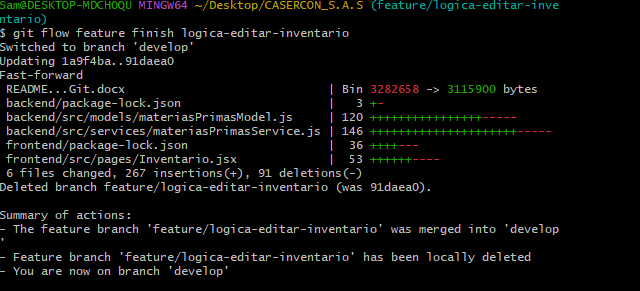 Sam@DESKTOP-MDCHOQU MINGW64 ~/Desktop/CASERCON_S.A.S (feature/logica-editar-inve
ntario)
$ git flow feature finish logica-editar-inventario
Switched to branch 'develop'
Updating 1a9f4ba..91daea0
Fast-forward
 README...Git.docx                          | Bin 3282658 -> 3115900 bytes
 backend/package-lock.json                  |   3 +-
 backend/src/models/materiasPrimasModel.js  | 120 +++++++++++++++++-----
 backend/src/services/materiasPrimasService.js | 146 ++++++++++++++++++++++-----
 frontend/package-lock.json                 |  36 ++++---
 frontend/src/pages/Inventario.jsx          |  53 ++++++----
 6 files changed, 267 insertions(+), 91 deletions(-)
Deleted branch feature/logica-editar-inventario (was 91daea0).

Summary of actions:
- The feature branch 'feature/logica-editar-inventario' was merged into 'develop
'
- Feature branch 'feature/logica-editar-inventario' has been locally deleted
- You are now on branch 'develop'